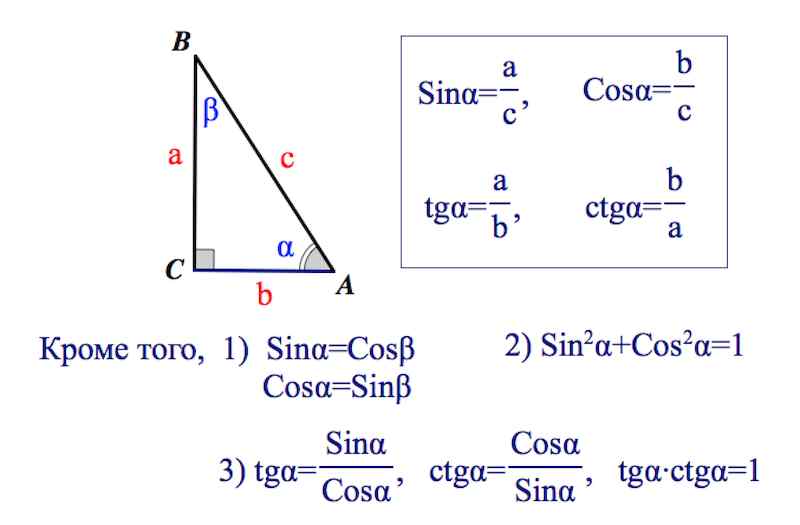 B
β
a
c
α
C
A
b
Sinα=a/c, Cosα=b/c
tgα=a/b, ctgα=b/a
Кроме того, 1) Sinα=Cosβ 2) Sin²α+Cos²α=1
Cosα=Sinβ
3) tgα=Sinα/Cosα, ctgα=Cosα/Sinα, tgα·ctgα=1